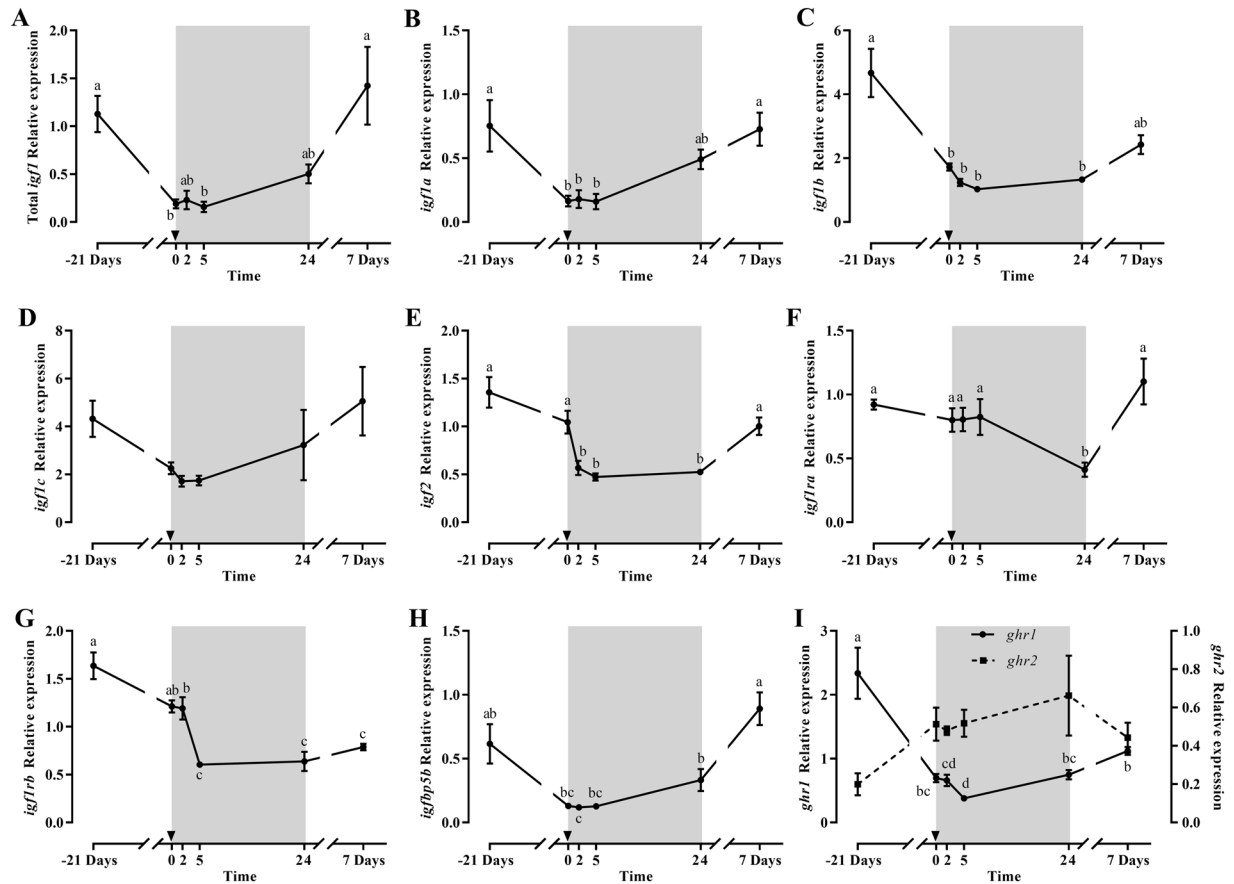 A
Total igf1 Relative expression
2.0
1.5
1.0
0.5
0.0
a
b
ab
b
ab
a
-21 Days
0 2 5
24
7 Days
Time
B
igf1a Relative expression
1.5
1.0
0.5
0.0
a
b b b
ab
a
-21 Days
0 2 5
24
7 Days
Time
C
igf1b Relative expression
6
4
2
0
a
b
b
b
b
ab
-21 Days
0 2 5
24
7 Days
Time
D
igf1c Relative expression
8
6
4
2
0
-21 Days
0 2 5
24
7 Days
Time
E
igf2 Relative expression
2.0
1.5
1.0
0.5
0.0
a
a
b
b
b
a
-21 Days
0 2 5
24
7 Days
Time
F
igf1ra Relative expression
1.5
1.0
0.5
0.0
a
a a
a
b
a
-21 Days
0 2 5
24
7 Days
Time
G
igf1rb Relative expression
2.0
1.5
1.0
0.5
0.0
a
ab b
c
c
c
-21 Days
0 2 5
24
7 Days
Time
H
igfbp5b Relative expression
1.5
1.0
0.5
0.0
ab
bc
c
bc
b
a
-21 Days
0 2 5
24
7 Days
Time
I
ghr1 Relative expression
3
2
1
0
ghr1
ghr2
a
bc
cd
d
bc
b
1.0
0.8
0.6
0.4
0.2
0.0
ghr2 Relative expression
-21 Days
0 2 5
24
7 Days
Time